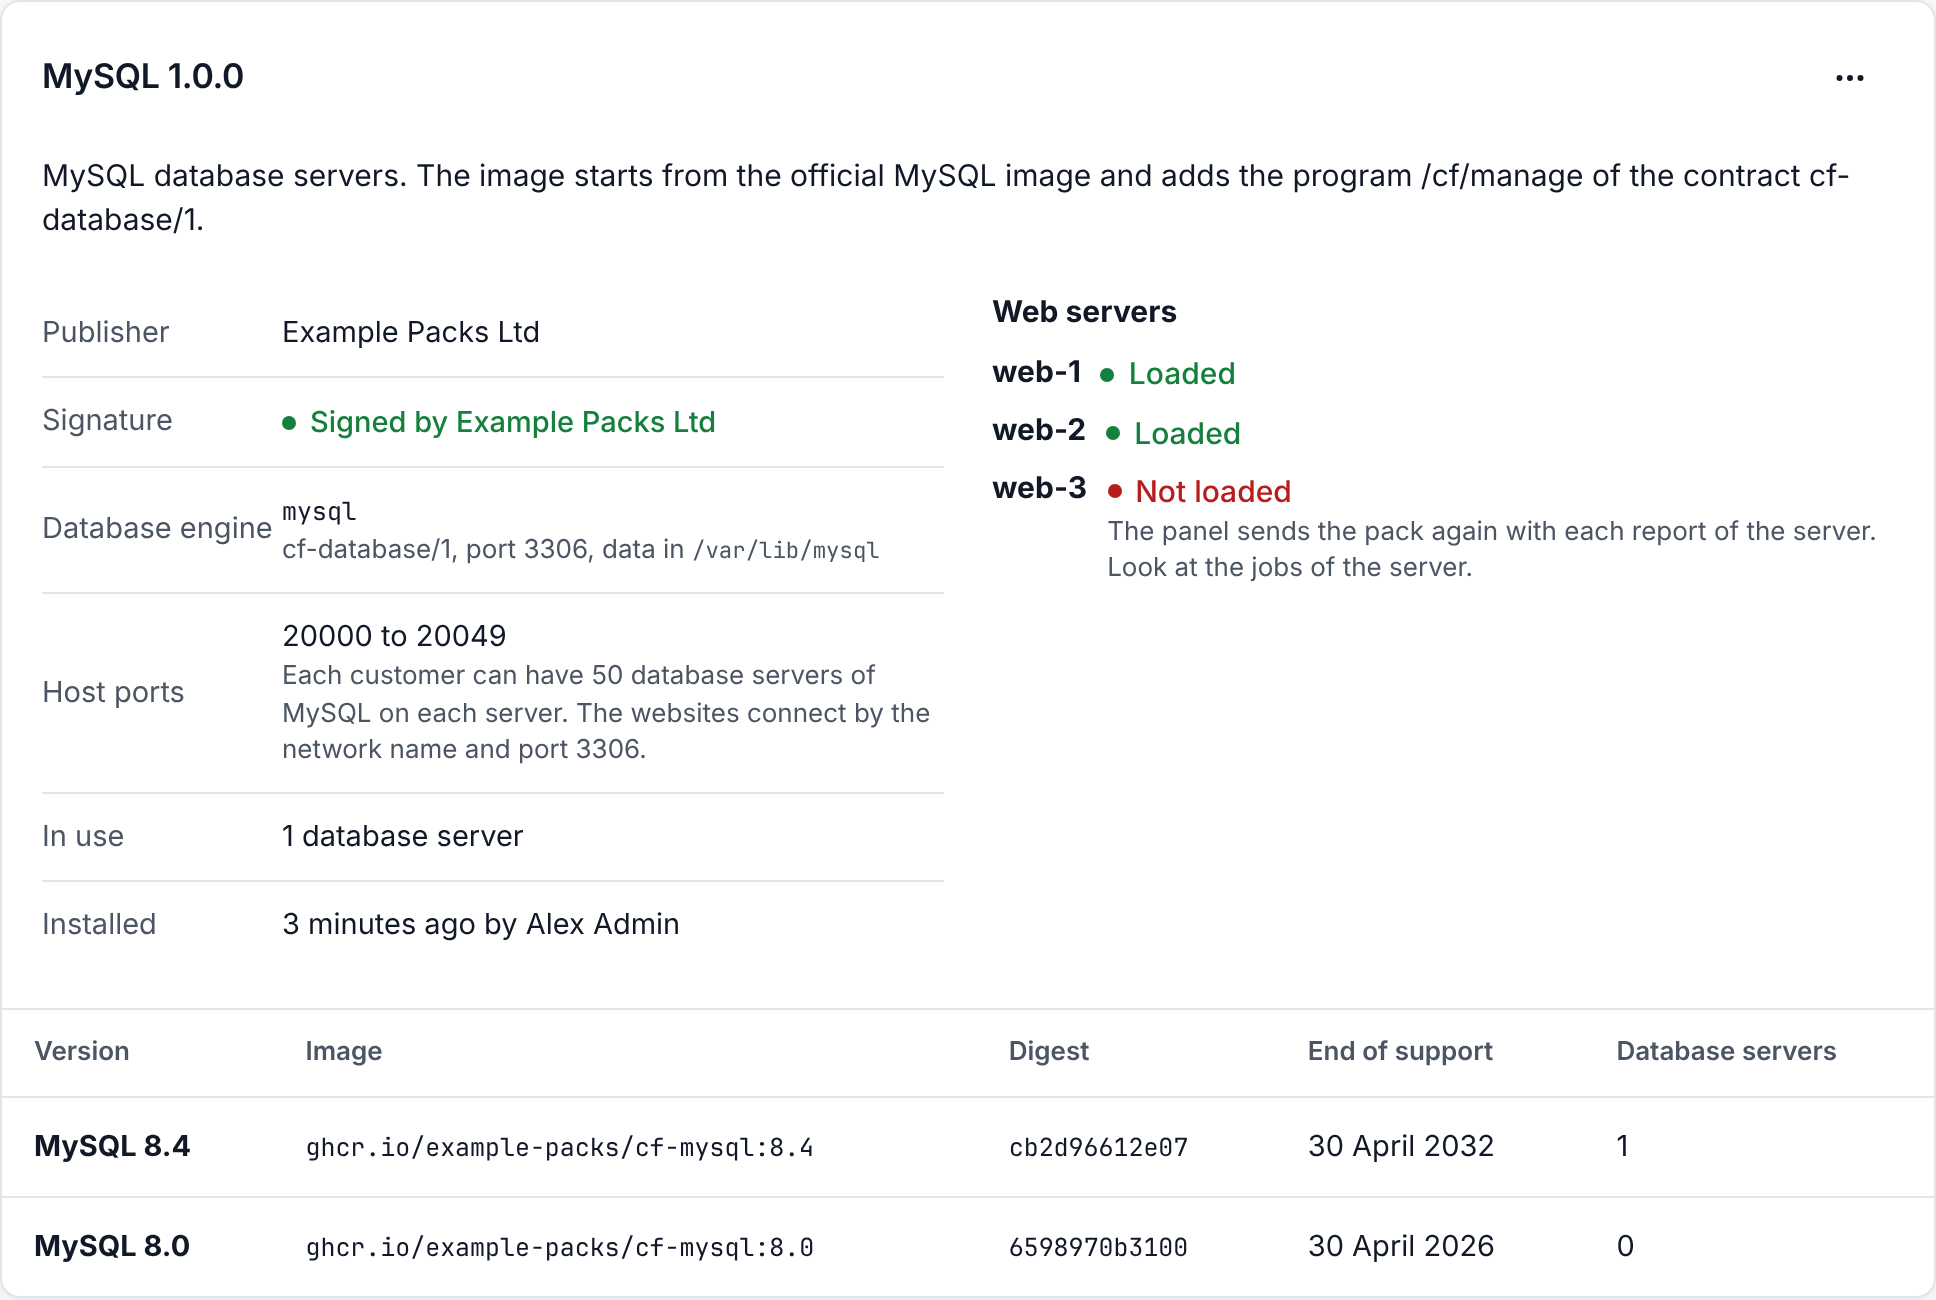 MySQL 1.0.0
MySQL database servers. The image starts from the official MySQL image and adds the program /cf/manage of the contract cf-
database/1.
Publisher
Example Packs Ltd
Signature
Signed by Example Packs Ltd
Database engine
mysql
cf-database/1, port 3306, data in /var/lib/mysql
Host ports
20000 to 20049
Each customer can have 50 database servers of
MySQL on each server. The websites connect by the
network name and port 3306.
In use
1 database server
Installed
3 minutes ago by Alex Admin
Web servers
web-1 Loaded
web-2 Loaded
web-3 Not loaded
The panel sends the pack again with each report of the server.
Look at the jobs of the server.
Version Image Digest End of support Database servers
MySQL 8.4 ghcr.io/example-packs/cf-mysql:8.4 cb2d96612e07 30 April 2032 1
MySQL 8.0 ghcr.io/example-packs/cf-mysql:8.0 6598970b3100 30 April 2026 0